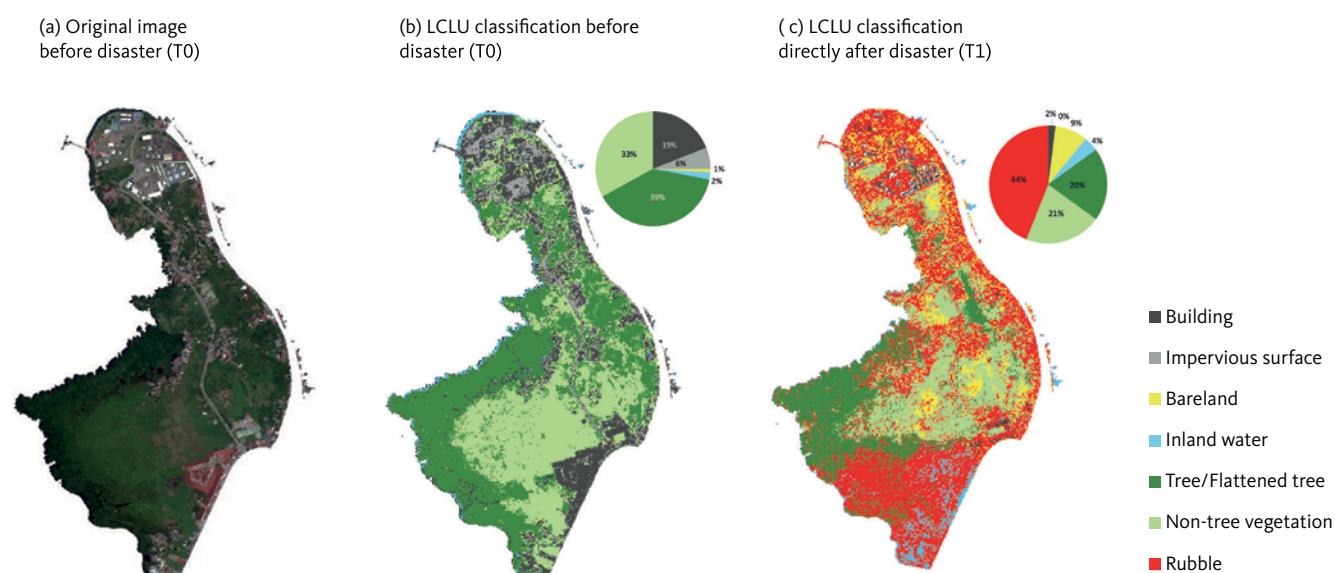 (a) Original image
before disaster (T0)
(b) LCLU classification before
disaster (T0)
( c) LCLU classification
directly after disaster (T1)
19%
6%
1%
2%
39%
33%
2%
0%
9%
4%
20%
21%
44%
Building
Impervious surface
Bareland
Inland water
Tree/Flattened tree
Non-tree vegetation
Rubble